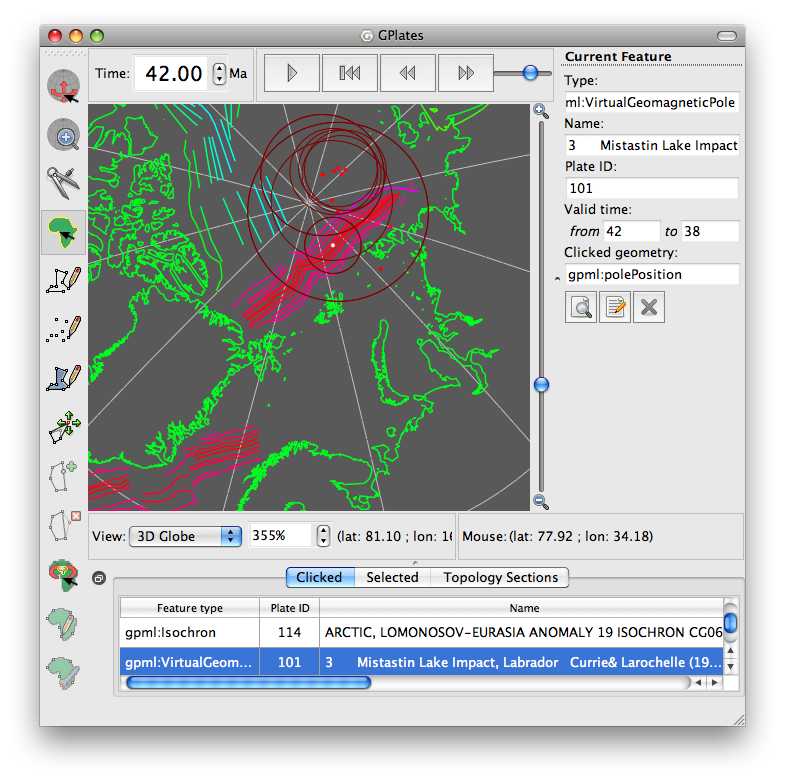 GPlates
Time: 42.00 Ma
Current Feature
Type:
ml:VirtualGeomagneticPole
Name:
3 Mistastin Lake Impact
Plate ID:
101
Valid time:
from 42 to 38
Clicked geometry:
gpml:polePosition
View: 3D Globe 355% (lat: 81.10 ; lon: 16 Mouse: (lat: 77.92 ; lon: 34.18)
Clicked Selected Topology Sections
Feature type Plate ID Name
gpml:Isochron 114 ARCTIC, LOMONOSOV-EURASIA ANOMALY 19 ISOCHRON CG06
gpml:VirtualGeom... 101 3 Mistastin Lake Impact, Labrador Currie& Larochelle (19...